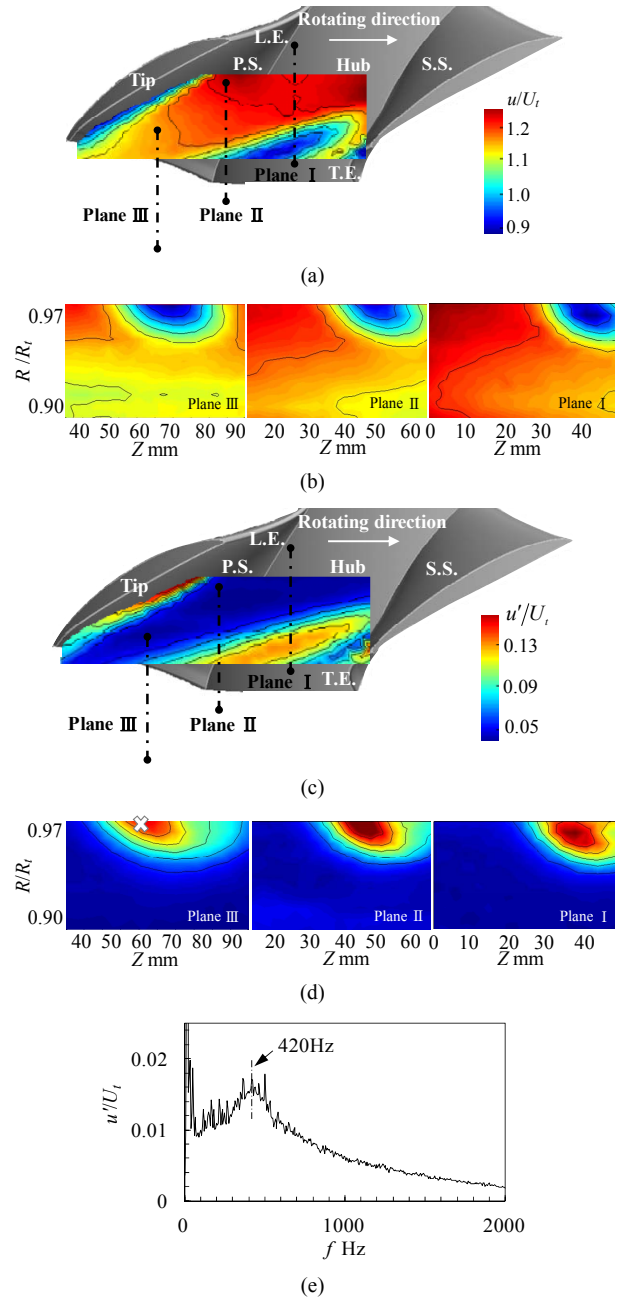 Rotating direction
L.E.
P.S.
Hub
S.S.
Tip
u/U_t
1.2
1.1
1.0
0.9
Plane Ⅰ
T.E.
Plane Ⅲ
Plane Ⅱ
(a)
R/R_t
0.97
0.90
Plane Ⅲ
Plane Ⅱ
Plane Ⅰ
40 50 60 70 80 90
30 40 50 60
0 10 20 30 40
Z mm
Z mm
Z mm
(b)
Rotating direction
L.E.
P.S.
Hub
S.S.
Tip
u'/U_t
0.13
0.09
0.05
Plane Ⅰ
T.E.
Plane Ⅲ
Plane Ⅱ
(c)
R/R_t
0.97
0.90
Plane Ⅲ
Plane Ⅱ
Plane Ⅰ
40 50 60 70 80 90
30 40 50 60
0 10 20 30 40
Z mm
Z mm
Z mm
(d)
u'/U_t
420Hz
0.02
0.01
0
0 1000 2000
f Hz
(e)